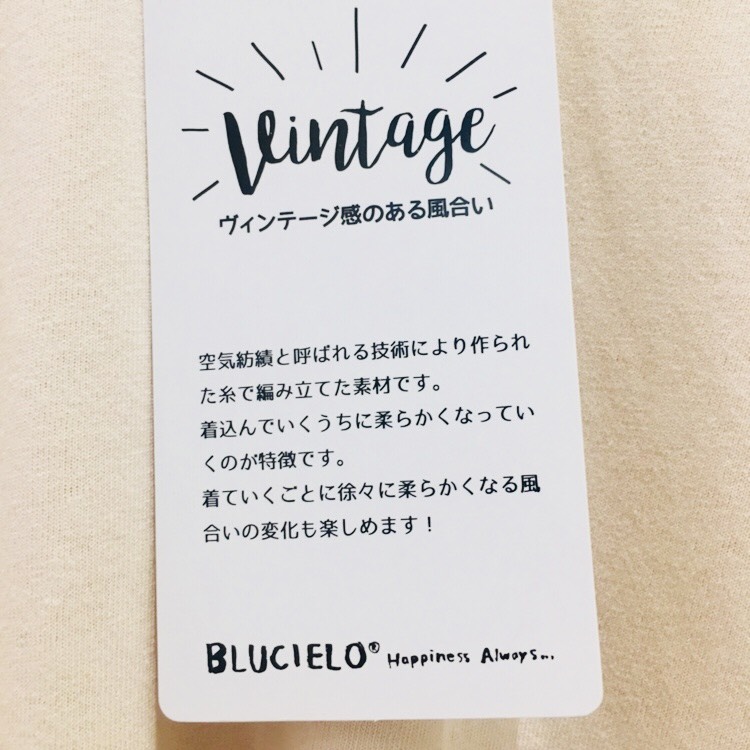 Vintage
ヴィンテージ感のある風合い
空気紡績と呼ばれる技術により作られ
た糸で編み立てた素材です。
着込んでいくうちに柔らかくなってい
くのが特徴です。
着ていくごとに徐々に柔らかくなる風
合いの変化も楽しめます！
BLUCIELO® Happiness Always...